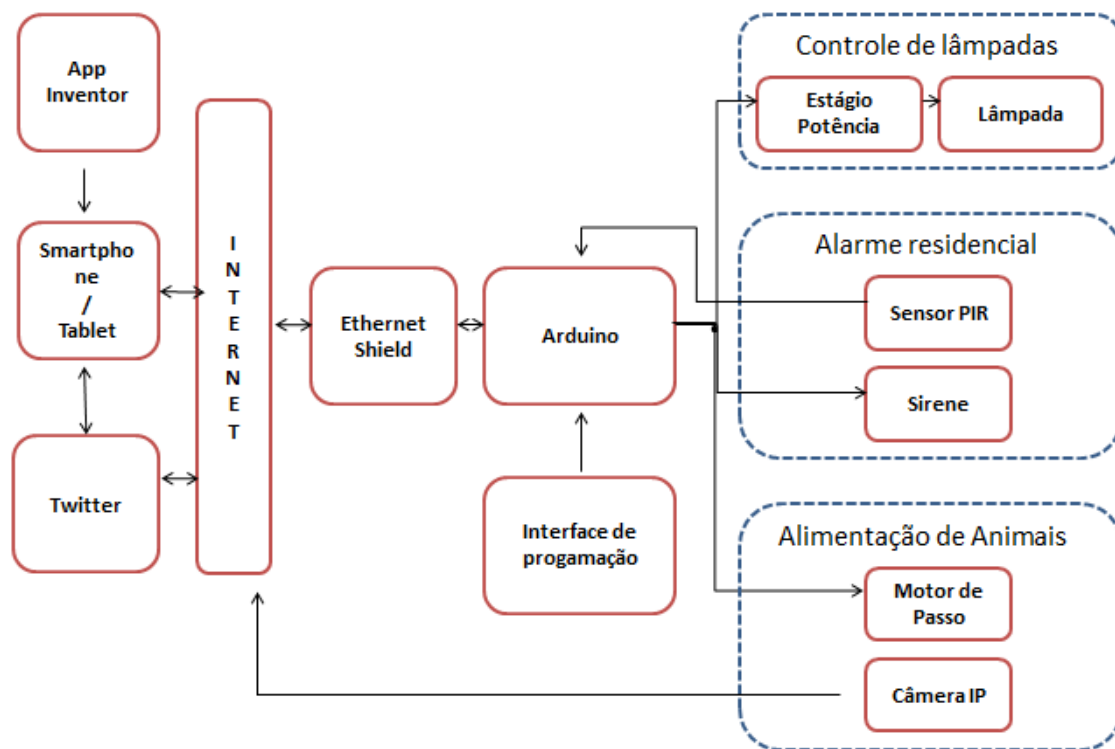 App
Inventor
Smartpho
ne
/
Tablet
Twitter
I
N
T
E
R
N
E
T
Ethernet
Shield
Arduino
Interface de
progamação
Controle de lâmpadas
Estágio
Potência
Lâmpada
Alarme residencial
Sensor PIR
Sirene
Alimentação de Animais
Motor de
Passo
Câmera IP